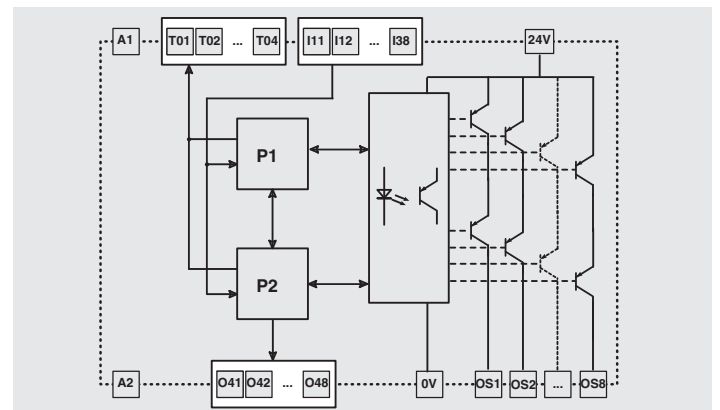 A1 T01 T02 ... T04 I11 I12 ... I38 24V
P1
P2
A2 O41 O42 ... O48 0V OS1 OS2 ... OS8